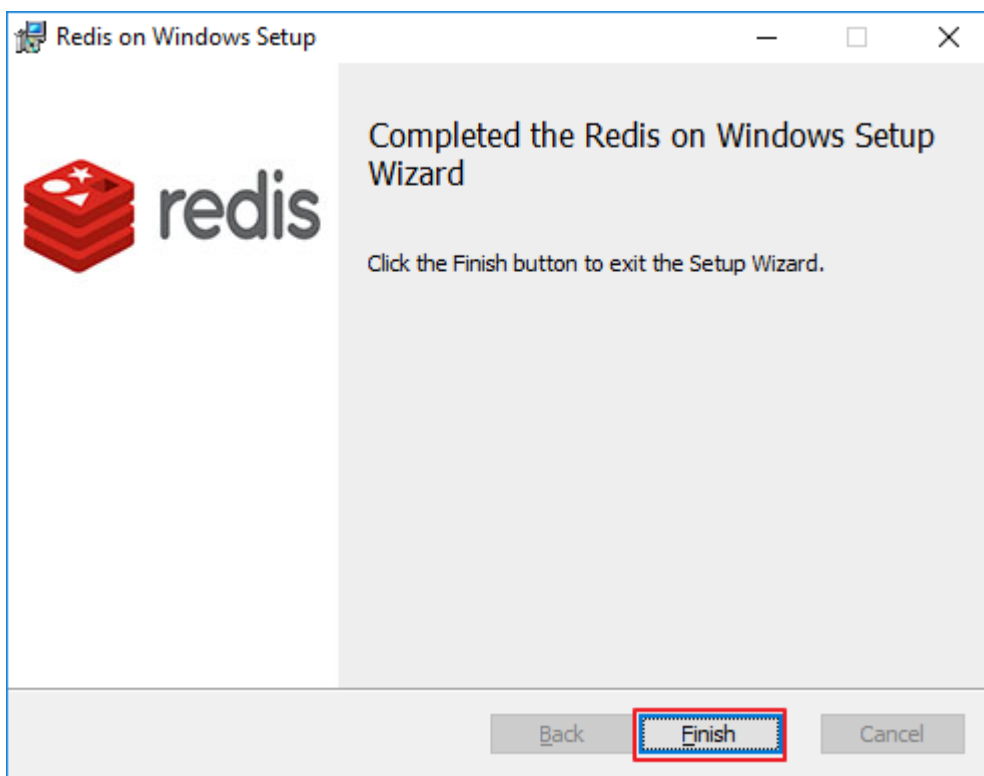 Redis on Windows Setup
Completed the Redis on Windows Setup
Wizard
redis
Click the Finish button to exit the Setup Wizard.
Back
Finish
Cancel